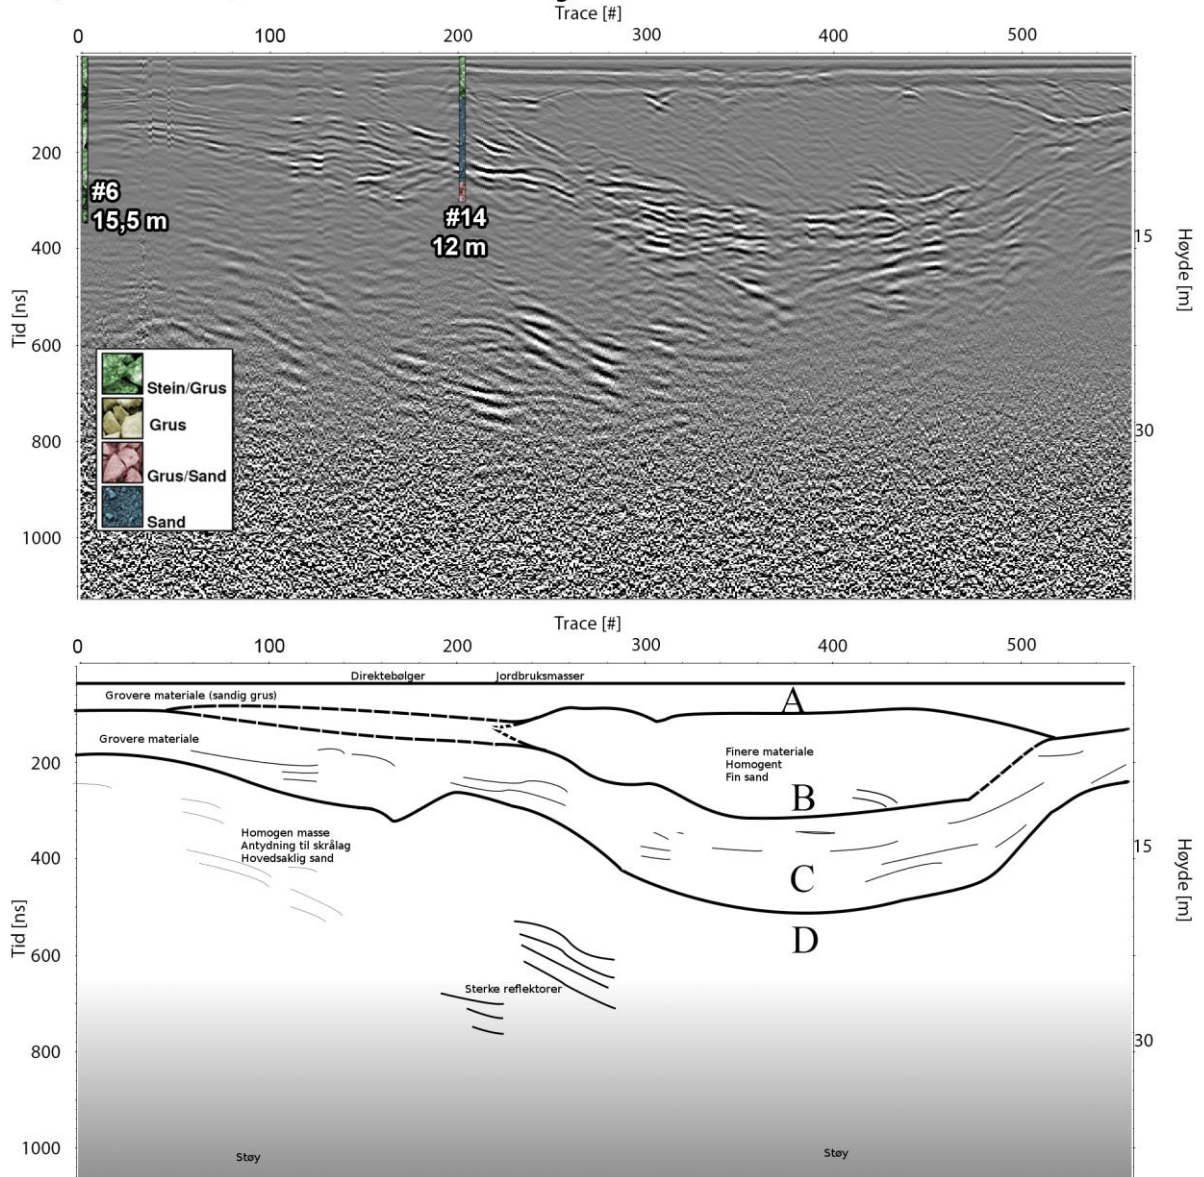 Trace [#]
0 100 200 300 400 500
200
#6
15,5 m
#14
12 m
400
15
Høyde [m]
Tid [ns]
600
Stein/Grus
Grus
Grus/Sand
Sand
800
30
1000
Trace [#]
0 100 200 300 400 500
Direktebølger Jordbruksmasser
Grovere materiale (sandig grus)
A
Grovere materiale
200
Finere materiale
Homogent
Fin sand
B
Homogen masse
Antydning til skrålag
Hovedsaklig sand
400
15
Høyde [m]
C
Tid [ns]
D
600
Sterke reflektorer
800
30
1000
Støy Støy